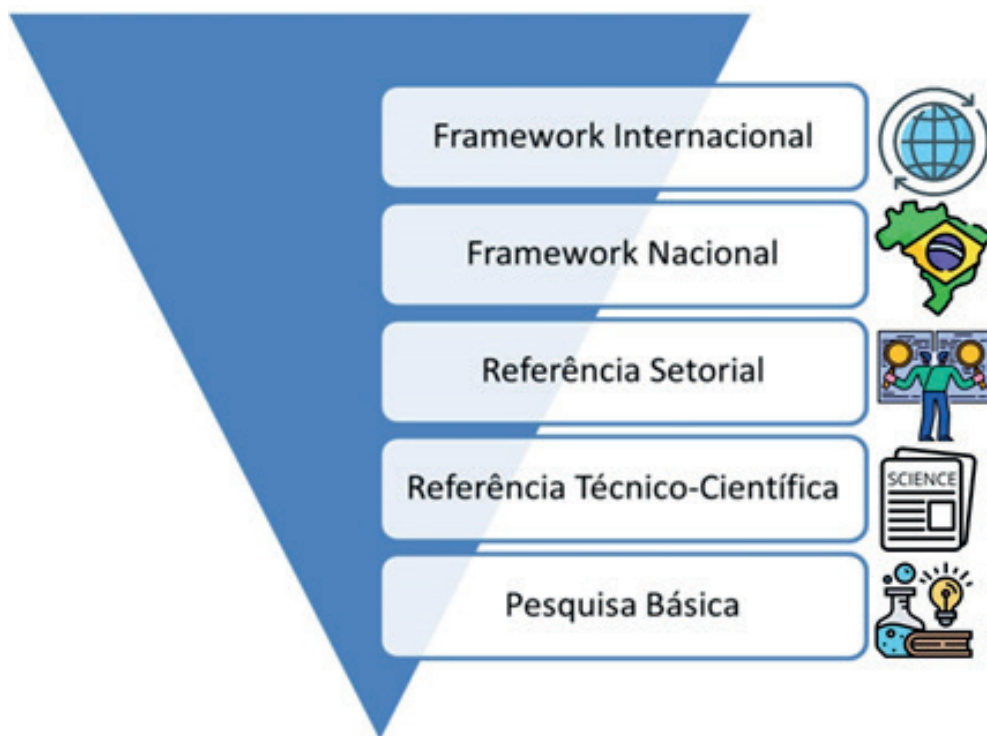 Framework Internacional
Framework Nacional
Referência Setorial
Referência Técnico-Científica
SCIENCE
Pesquisa Básica